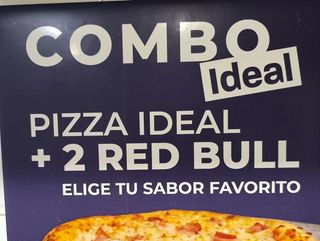 COMBO
Ideal
PIZZA IDEAL
+ 2 RED BULL
ELIGE TU SABOR FAVORITO